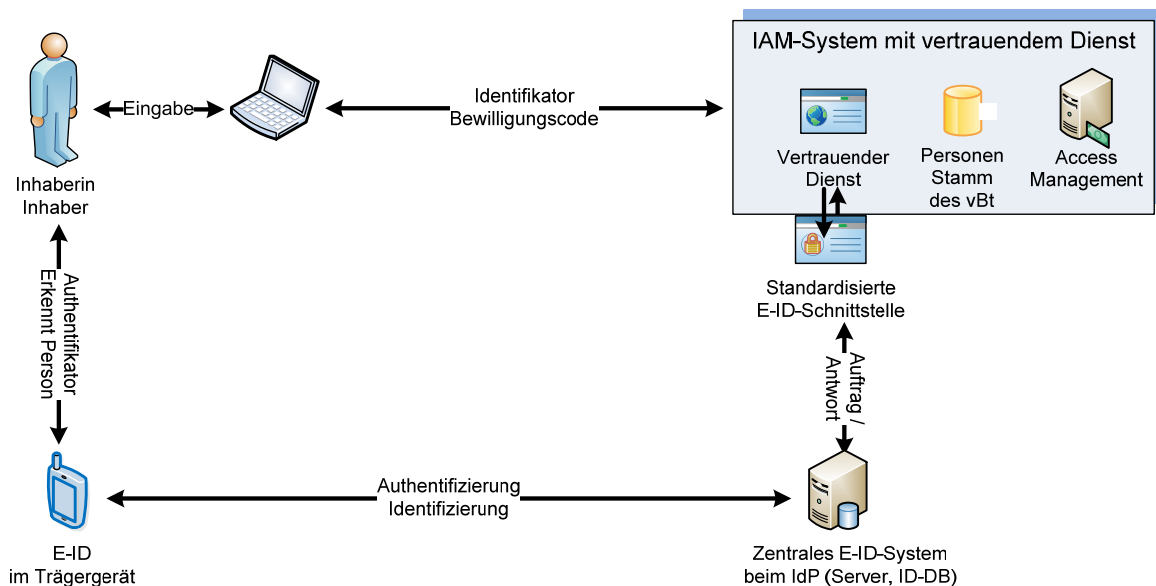 IAM-System mit vertrauendem Dienst
Eingabe
Identifikator
Bewilligungscode
Vertrauender
Dienst
Personen
Stamm
des vBt
Access
Management
Inhaberin
Inhaber
Authentifikator
Erkennt Person
Standardisierte
E-ID-Schnittstelle
Auftrag /
Antwort
Authentifizierung
Identifizierung
E-ID
im Trägergerät
Zentrales E-ID-System
beim IdP (Server, ID-DB)